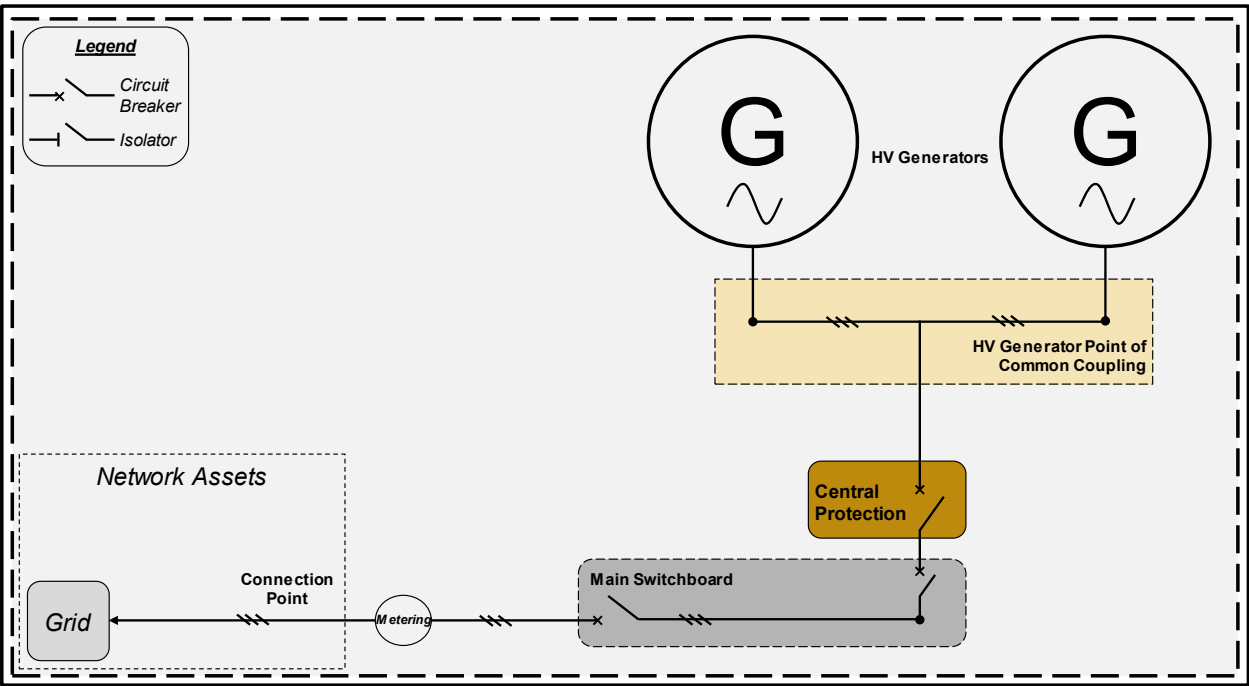 Legend
Circuit
Breaker
Isolator
G
G
HV Generators
HV Generator Point of
Common Coupling
Central
Protection
Network Assets
Connection
Point
Main Switchboard
Grid
Metering